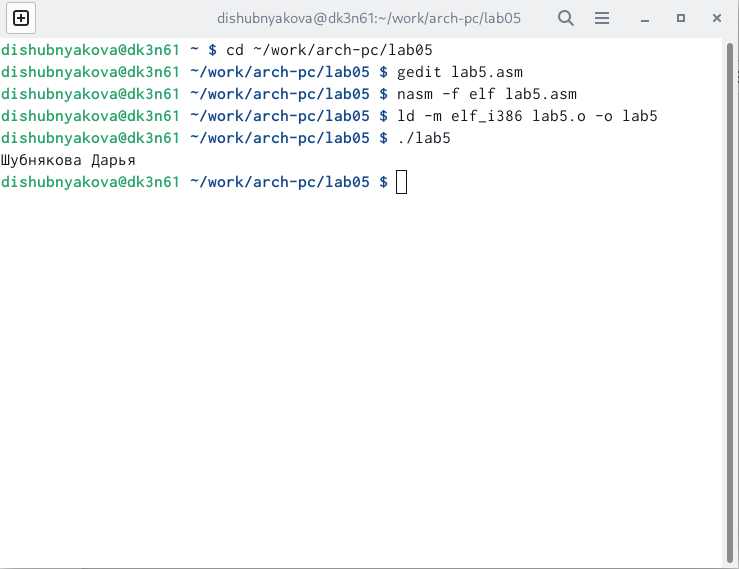 dishubnyakova@dk3n61:~/work/arch-pc/lab05
dishubnyakova@dk3n61 ~ $ cd ~/work/arch-pc/lab05
dishubnyakova@dk3n61 ~/work/arch-pc/lab05 $ gedit lab5.asm
dishubnyakova@dk3n61 ~/work/arch-pc/lab05 $ nasm -f elf lab5.asm
dishubnyakova@dk3n61 ~/work/arch-pc/lab05 $ ld -m elf_i386 lab5.o -o lab5
dishubnyakova@dk3n61 ~/work/arch-pc/lab05 $ ./lab5
Шубнякова Дарья
dishubnyakova@dk3n61 ~/work/arch-pc/lab05 $